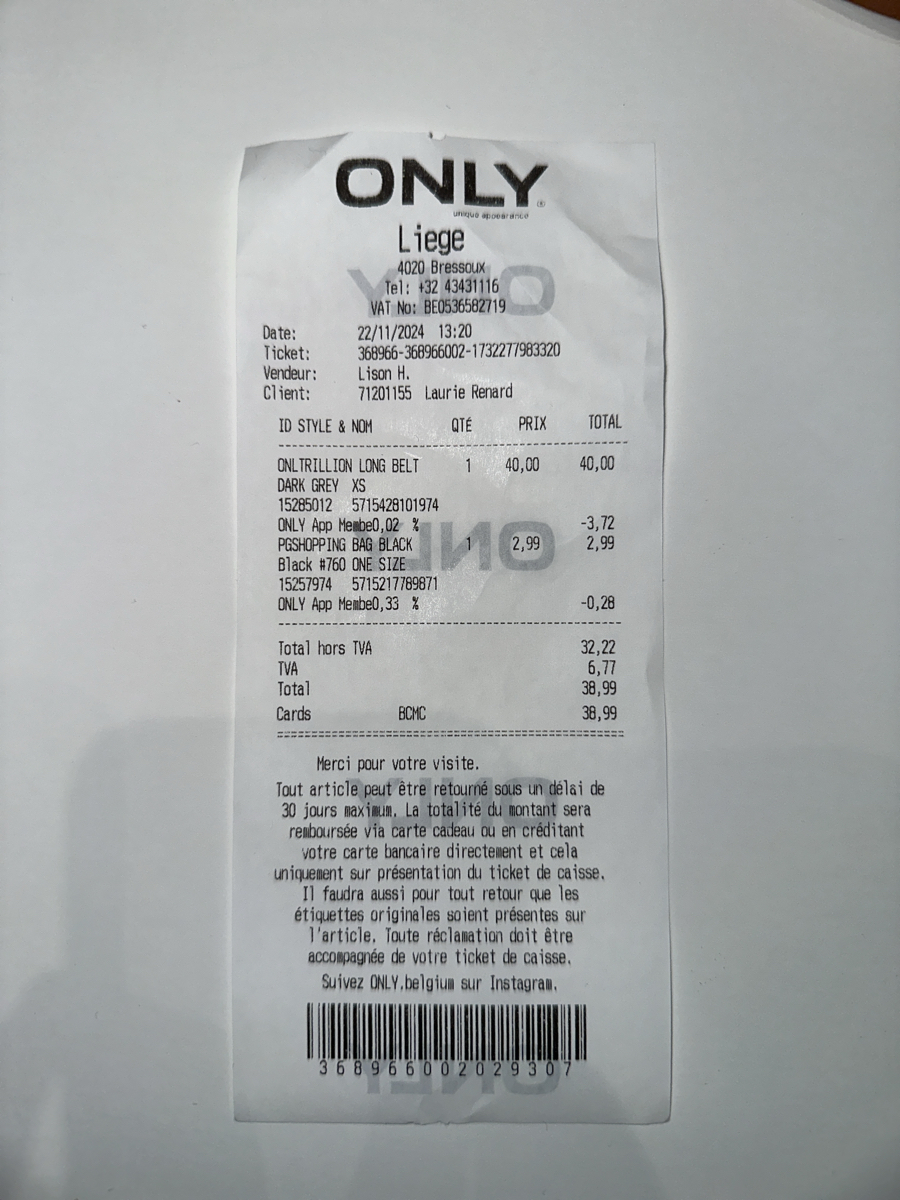 ONLY
unique appearance
Liege
4020 Bressoux
Tel: +32 43431116
VAT No: BE0536582719
Date: 22/11/2024 13:20
Ticket: 368966-368966002-1732277983320
Vendeur: Lison H.
Client: 71201155 Laurie Renard
ID STYLE & NOM QTÉ PRIX TOTAL
ONLTRILLION LONG BELT 1 40,00 40,00
DARK GREY XS
15285012 5715428101974
ONLY App Membe0,02 % -3,72
PGSHOPPING BAG BLACK 1 2,99 2,99
Black #760 ONE SIZE
15257974 5715217789871
ONLY App Membe0,33 % -0,28
Total hors TVA 32,22
TVA 6,77
Total 38,99
Cards BCMC 38,99
Merci pour votre visite.
Tout article peut être retourné sous un délai de
30 jours maximum. La totalité du montant sera
remboursée via carte cadeau ou en créditant
votre carte bancaire directement et cela
uniquement sur présentation du ticket de caisse.
Il faudra aussi pour tout retour que les
étiquettes originales soient présentes sur
l'article. Toute réclamation doit être
accompagnée de votre ticket de caisse.
Suivez ONLY.belgium sur Instagram.
368966002029307